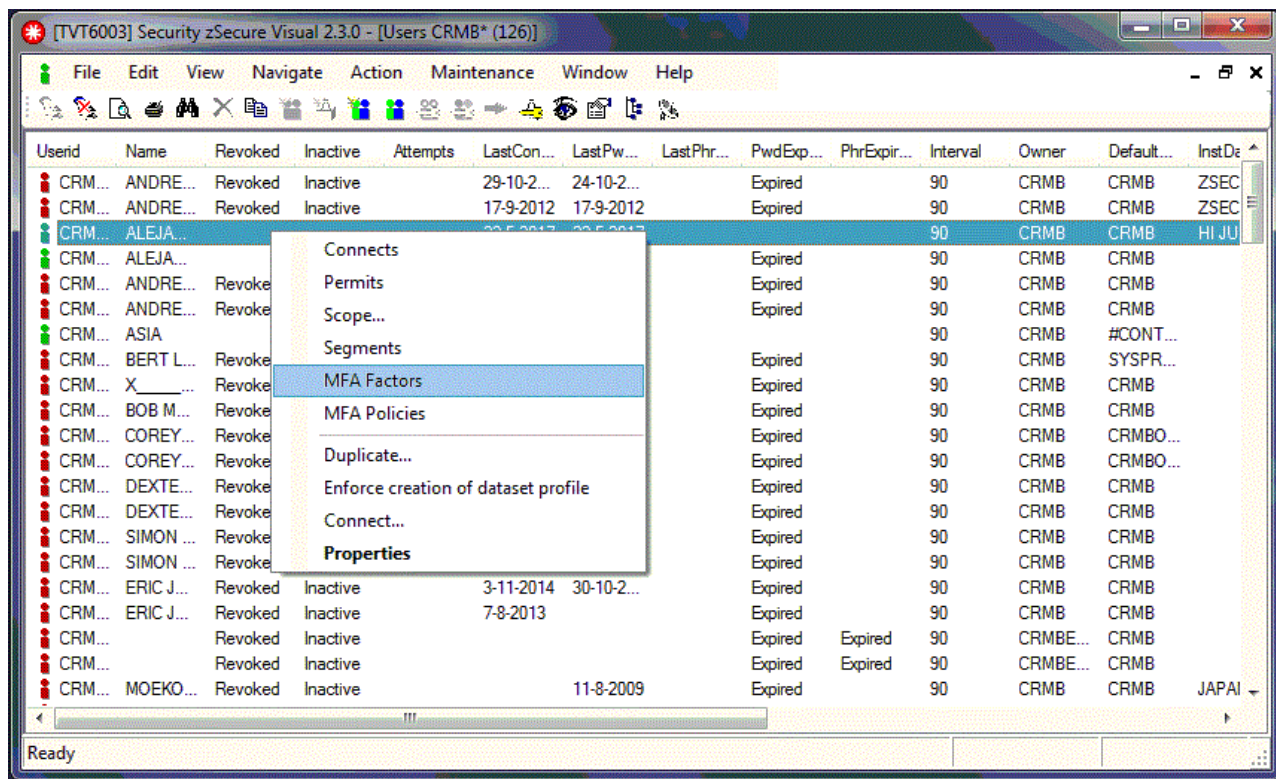 [TVT6003] Security zSecure Visual 2.3.0 - [Users CRMB* (126)]
File Edit View Navigate Action Maintenance Window Help
Userid Name Revoked Inactive Attempts LastCon... LastPw... LastPhr... PwdExp... PhrExpir... Interval Owner Default... InstDa
CRM... ANDRE... Revoked Inactive 29-10-2... 24-10-2... Expired 90 CRMB CRMB ZSEC
CRM... ANDRE... Revoked Inactive 17-9-2012 17-9-2012 Expired 90 CRMB CRMB ZSEC
CRM... ALEJA... 90 CRMB CRMB HI JU
CRM... ALEJA... Expired 90 CRMB CRMB
CRM... ANDRE... Revoke Expired 90 CRMB CRMB
CRM... ANDRE... Revoke Expired 90 CRMB CRMB
CRM... ASIA 90 CRMB #CONT...
CRM... BERT L... Revoke Expired 90 CRMB SYSPR...
CRM... X_____... Revoke Expired 90 CRMB CRMB
CRM... BOB M... Revoke Expired 90 CRMB CRMB
CRM... COREY... Revoke Expired 90 CRMB CRMBO...
CRM... COREY... Revoke Expired 90 CRMB CRMBO...
CRM... DEXTE... Revoke Expired 90 CRMB CRMB
CRM... DEXTE... Revoke Expired 90 CRMB CRMB
CRM... SIMON ... Revoke Expired 90 CRMB CRMB
CRM... SIMON ... Revoke Expired 90 CRMB CRMB
CRM... ERIC J... Revoked Inactive 3-11-2014 30-10-2... Expired 90 CRMB CRMB
CRM... ERIC J... Revoked Inactive 7-8-2013 Expired 90 CRMB CRMB
CRM... Revoked Inactive Expired Expired 90 CRMBE... CRMB
CRM... Revoked Inactive Expired Expired 90 CRMBE... CRMB
CRM... MOEKO... Revoked Inactive 11-8-2009 Expired 90 CRMB CRMB JAPAI
Connects
Permits
Scope...
Segments
MFA Factors
MFA Policies
Duplicate...
Enforce creation of dataset profile
Connect...
Properties
Ready